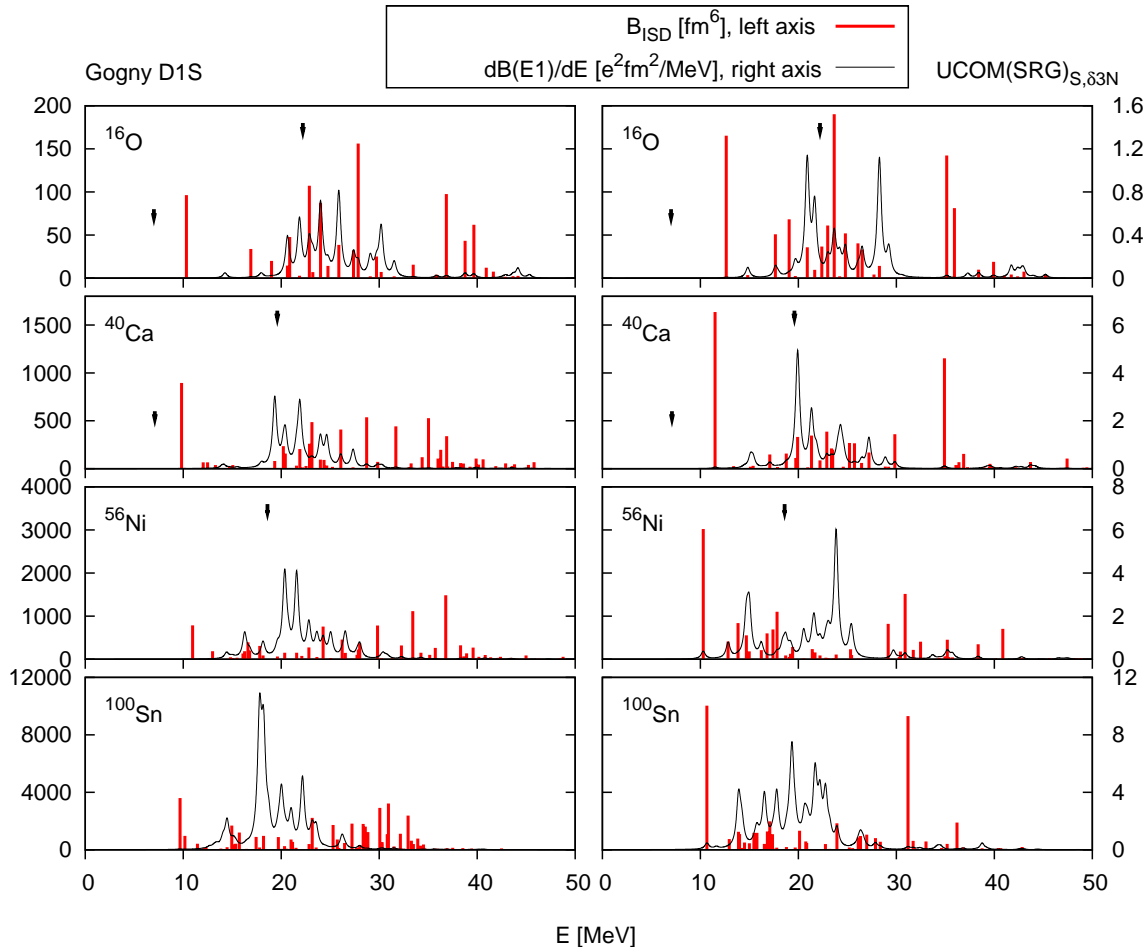 B_ISD [fm^6], left axis
dB(E1)/dE [e^2fm^2/MeV], right axis
Gogny D1S
UCOM(SRG)_S,δ3N
200
150
100
50
0
^16O
^16O
1.6
1.2
0.8
0.4
0
1500
1000
500
0
^40Ca
^40Ca
6
4
2
0
4000
3000
2000
1000
0
^56Ni
^56Ni
8
6
4
2
0
12000
8000
4000
0
^100Sn
^100Sn
12
8
4
0
0 10 20 30 40 50
0 10 20 30 40 50
E [MeV]